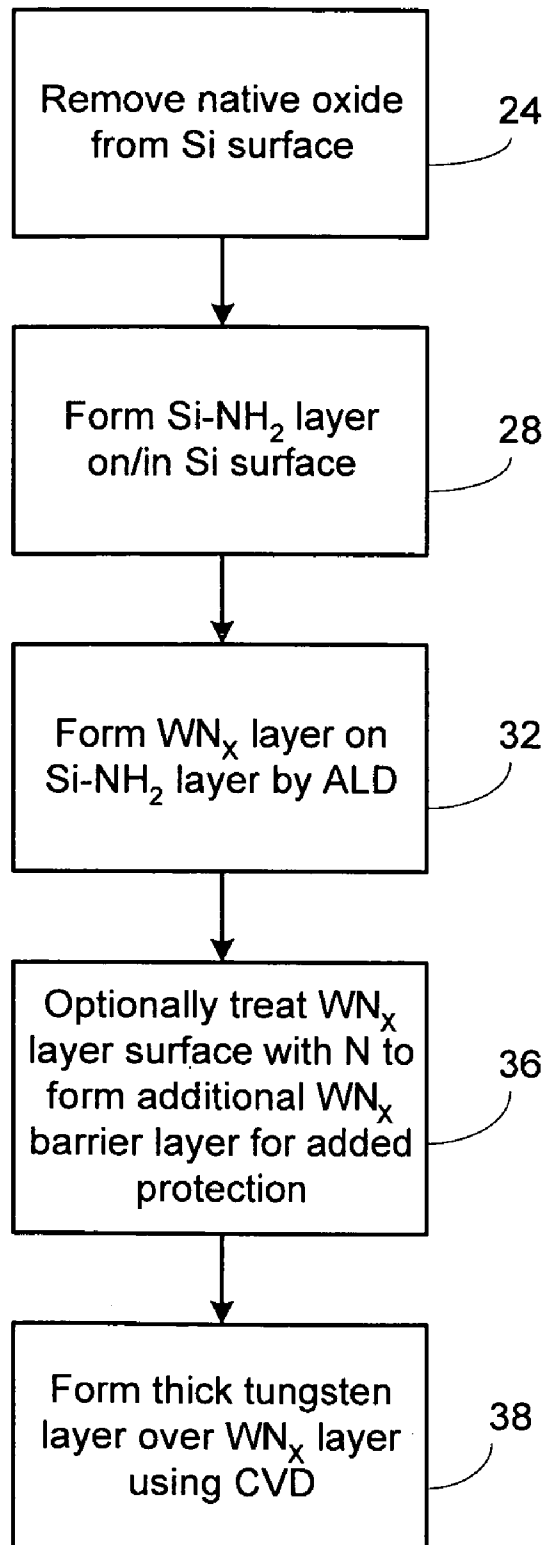 Remove native oxide
from Si surface
24
Form Si-NH₂ layer
on/in Si surface
28
Form WNₓ layer on
Si-NH₂ layer by ALD
32
Optionally treat WNₓ
layer surface with N to
form additional WNₓ
barrier layer for added
protection
36
Form thick tungsten
layer over WNₓ layer
using CVD
38